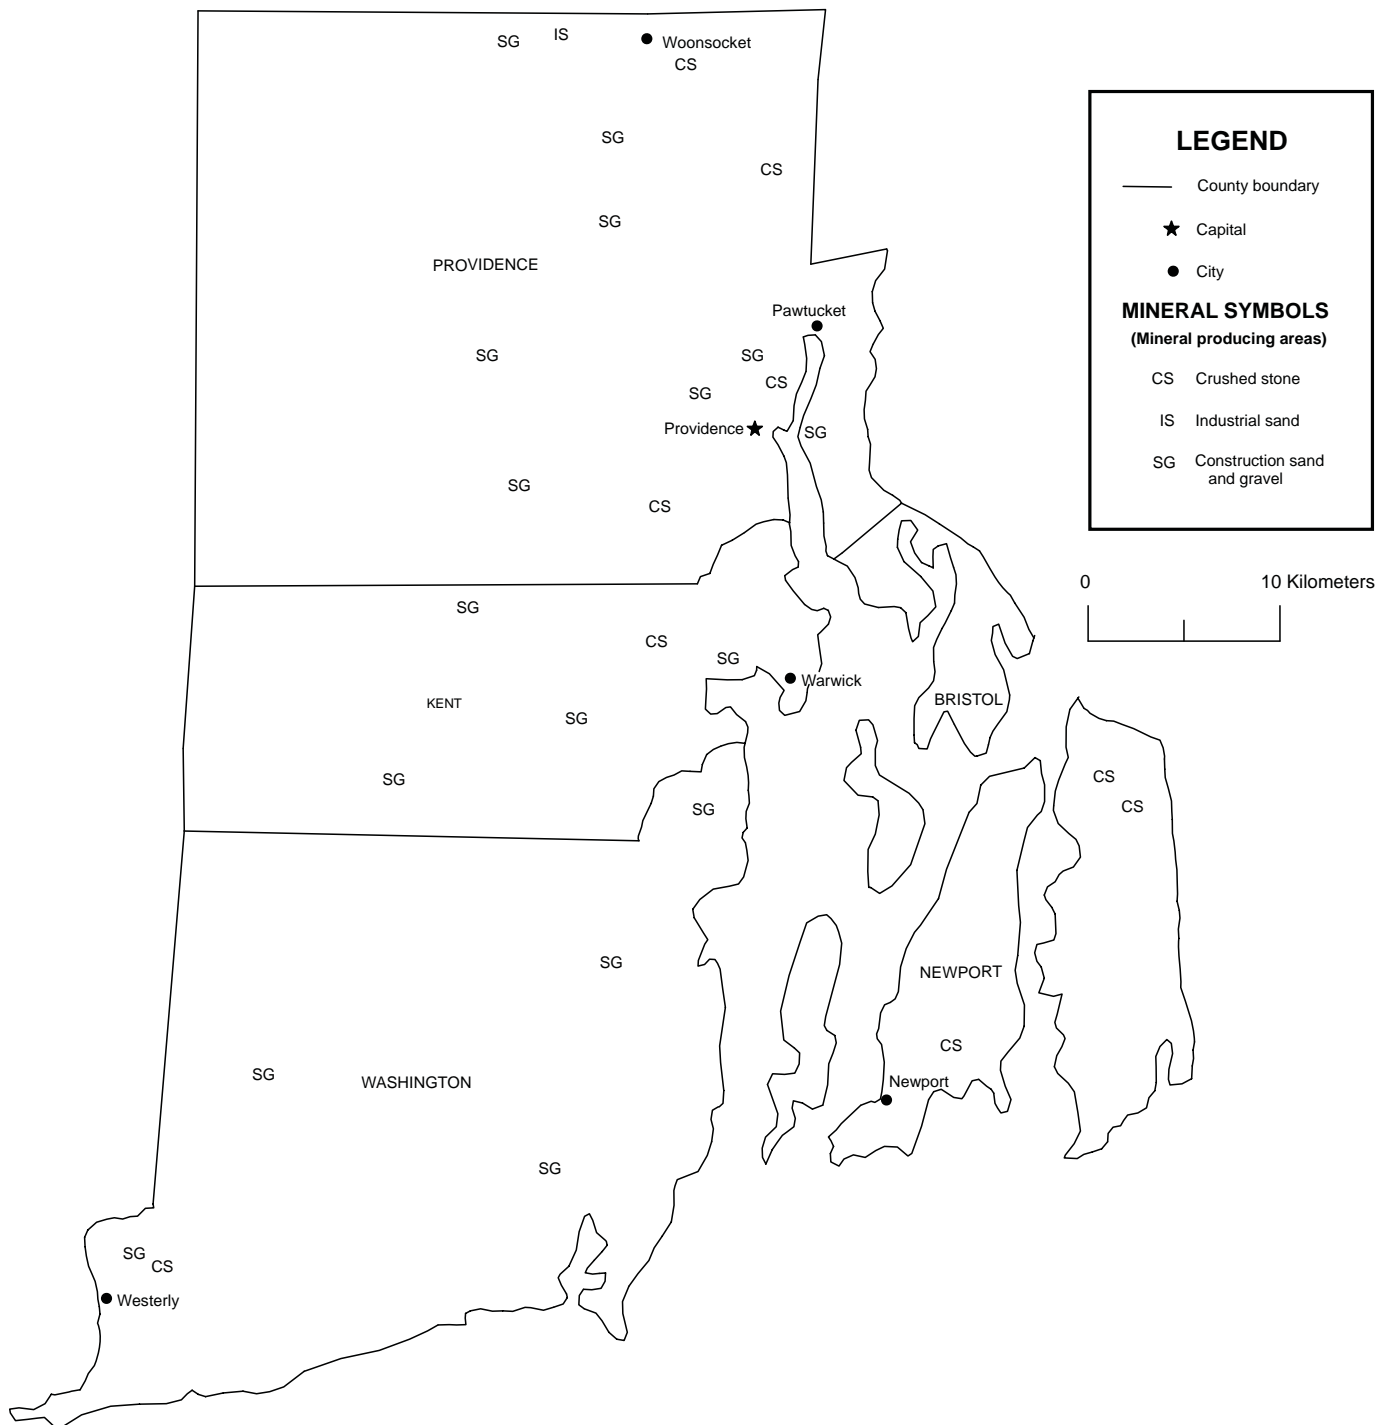 SG
IS
Woonsocket
CS
SG
CS
SG
PROVIDENCE
Pawtucket
SG
SG
CS
SG
Providence
SG
SG
CS
SG
CS
SG
Warwick
KENT
SG
BRISTOL
SG
SG
CS
CS
SG
NEWPORT
CS
SG
WASHINGTON
Newport
SG
SG
CS
Westerly
LEGEND
County boundary
Capital
City
MINERAL SYMBOLS
(Mineral producing areas)
CS Crushed stone
IS Industrial sand
SG Construction sand
and gravel
0 10 Kilometers